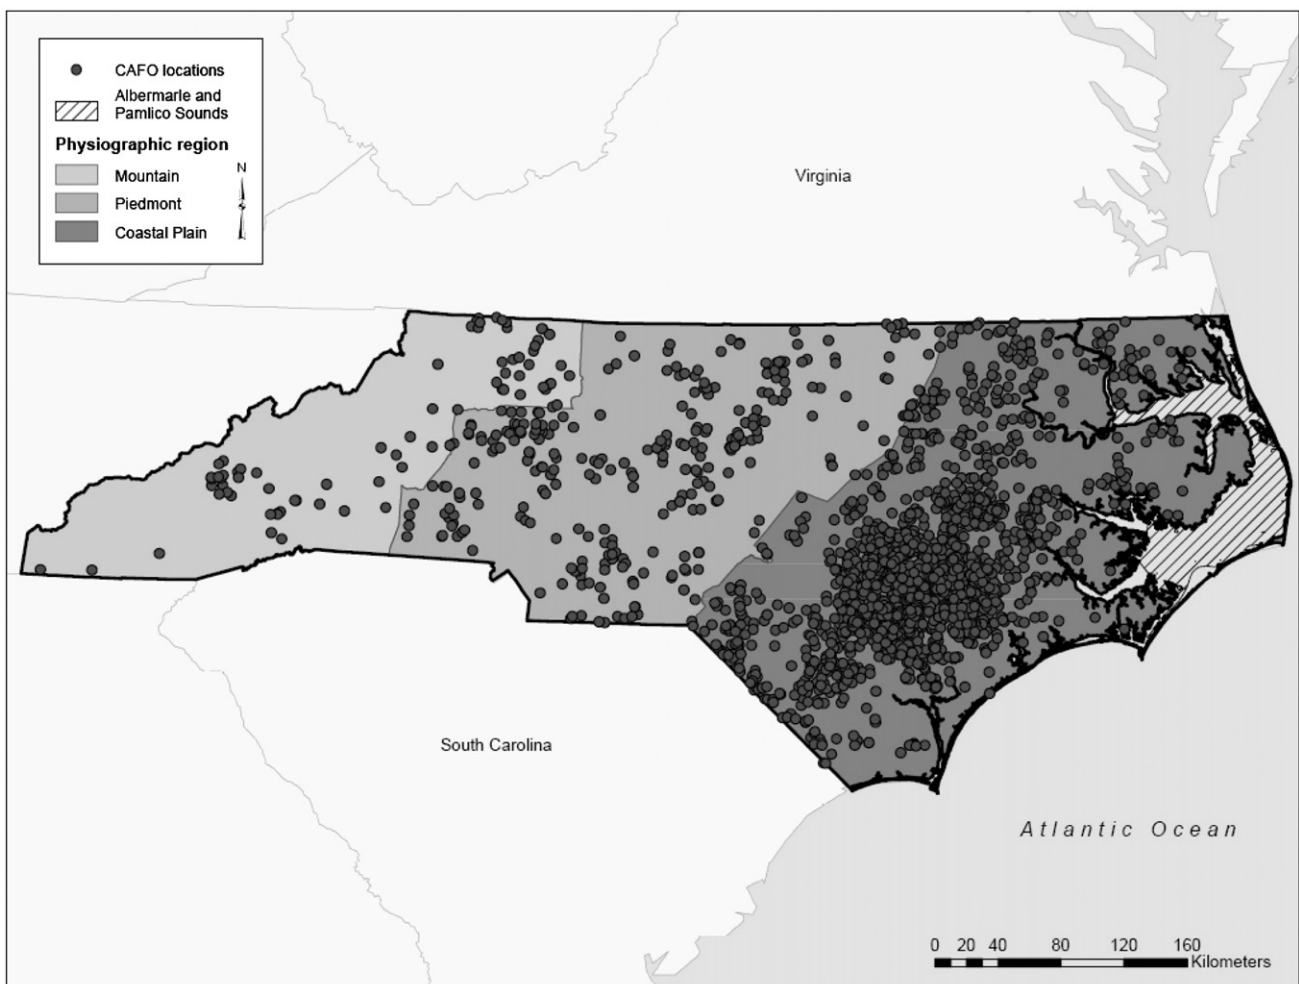 CAFO locations
Albermarle and
Pamlico Sounds
Physiographic region
N
Mountain
Piedmont
Coastal Plain
Virginia
South Carolina
Atlantic Ocean
0 20 40 80 120 160
Kilometers